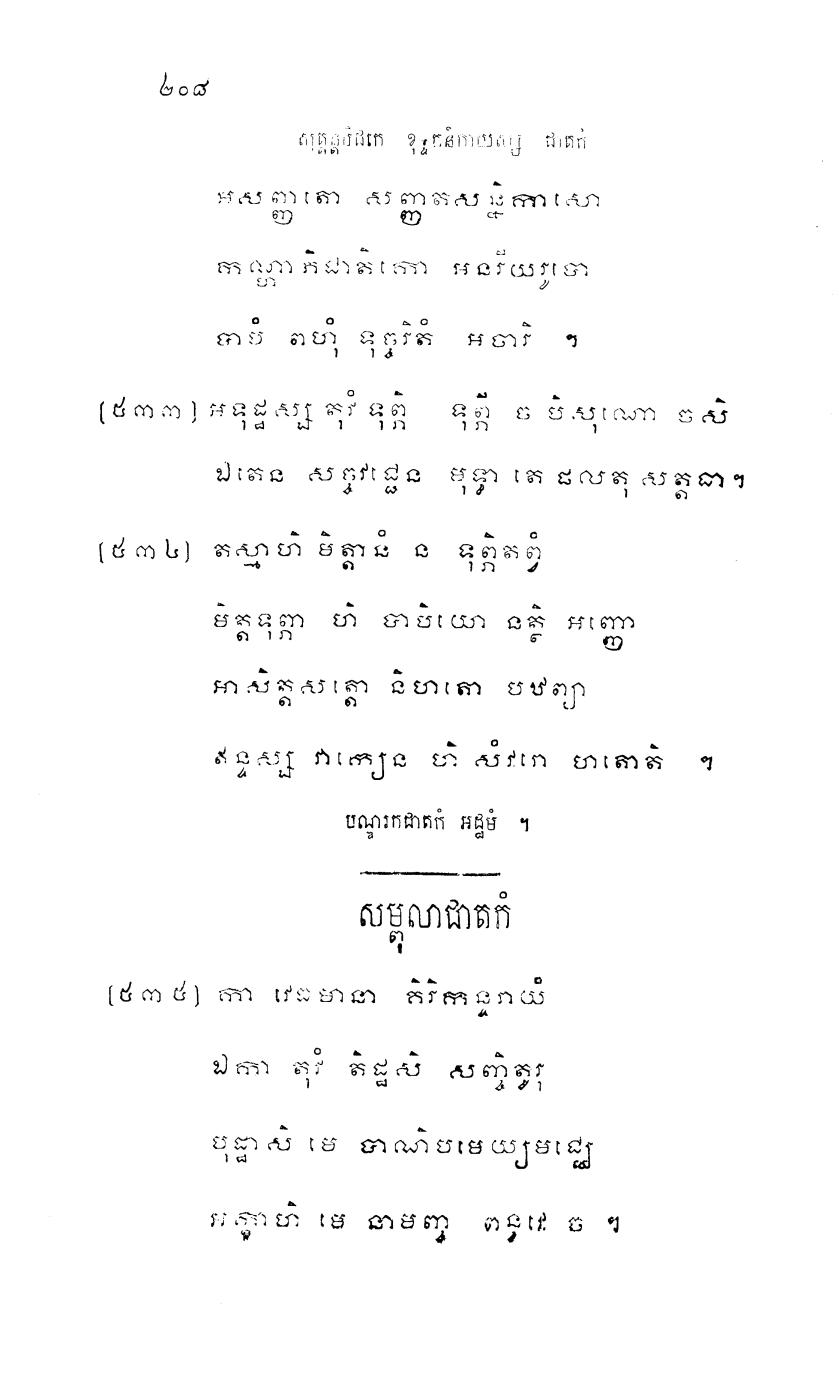 ២០៨
សុត្តន្តបិដកេ ខុទ្ទកនិកាយស្ស ជាតកំ
អសញ្ញតោ សញ្ញតសន្និកាសោ
កណ្ហាភិជាតិកោ អនរិយរូបោ
បាបំ ពហុំ ទុច្ចរិតំ អចារិ ។
[៥៣៣] អទុដ្ឋស្ស តុវំ ទុព្ភិ ទុព្ភី ច បិសុណោ ចសិ
ឯតេន សច្ចវជ្ជេន មុទ្ធា តេ ផលតុ សត្តធា។
[៥៣៤] តស្មា ហិ មិត្តានំ ន ទុព្ភិតព្វំ
មិត្តទុព្ភា ហិ បាបិយោ នត្ថិ អញ្ញោ
អាសិត្តសត្តោ និហតោ បឋព្យា
ឥន្ទស្ស វាក្យេន ហិ សំវរោ ហតោតិ ។
បណ្ឌរកជាតកំ អដ្ឋមំ ។
សម្ពុលាជាតកំ
[៥៣៥] កា វេធមានា គិរិកន្ទរាយំ
ឯកា តុវំ តិដ្ឋសិ សញ្ចិតូរុ
បុដ្ឋាសិ មេ បាណិបមេយ្យមជ្ឈេ
អក្ខាហិ មេ នាមញ្ច ពន្ធវេ ច ។